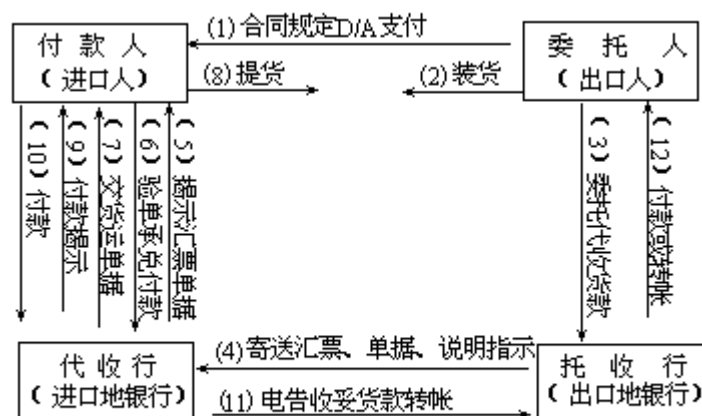 (1) 合同规定D/A支付
付款人
（进口人）
委托人
（出口人）
(8) 提货
(2) 装货
（10）付款
（9）付款揭示
（7）交货运单据
（6）验单承兑付款
（5）揭示汇票单据
（3）委托代收货款
（12）付款或转帐
代收行
（进口地银行）
(4) 寄送汇票、单据、说明指示
托收行
（出口地银行）
(11) 电告收妥货款转帐